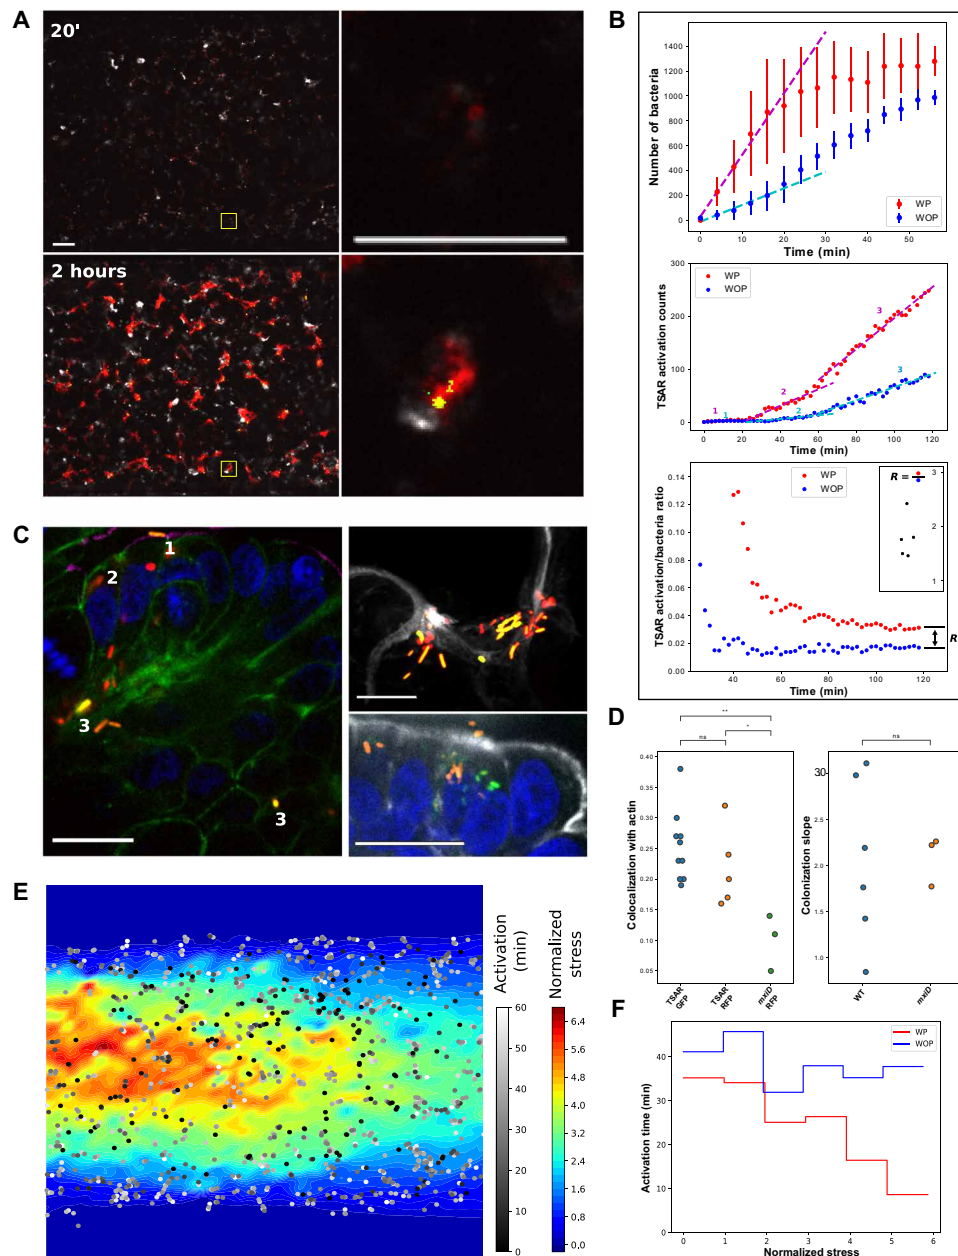 A
20'
2 hours
B
1400
1200
1000
800
600
400
200
0
Number of bacteria
WP
WOP
0
10
20
30
40
50
Time (min)
300
200
100
0
TSAR activation counts
WP
WOP
1
1
2
2
3
3
0
20
40
60
80
100
120
Time (min)
0.14
0.12
0.10
0.08
0.06
0.04
0.02
0.00
TSAR activation/bacteria ratio
WP
WOP
R =
3
2
1
R
40
60
80
100
120
Time (min)
C
1
2
3
3
D
**
ns
*
0.40
0.35
0.30
0.25
0.20
0.15
0.10
0.05
Colocalization with actin
TSAR GFP
TSAR RFP
mxiD RFP
ns
30
2.5
2.0
1.5
1.0
Colonization slope
WT
mxiD
E
Activation (min)
60
50
40
30
20
10
0
Normalized stress
6.4
5.6
4.8
4.0
3.2
2.4
1.6
0.8
0,0
F
WP
WOP
40
30
20
10
0
Activation time (min)
0
1
2
3
4
5
6
Normalized stress